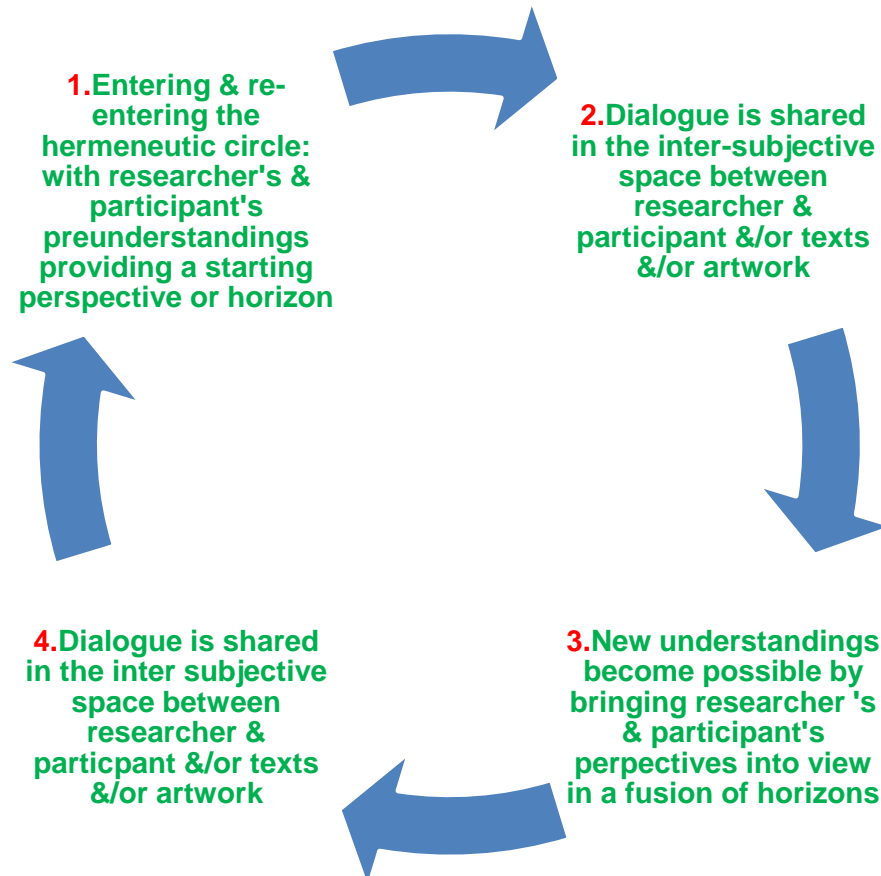 1.Entering & re-
entering the
hermeneutic circle:
with researcher's &
participant's
preunderstandings
providing a starting
perspective or horizon
2.Dialogue is shared
in the inter-subjective
space between
researcher &
participant &/or texts
&/or artwork
3.New understandings
become possible by
bringing researcher 's
& participant's
perpectives into view
in a fusion of horizons
4.Dialogue is shared
in the inter subjective
space between
researcher &
particpant &/or texts
&/or artwork